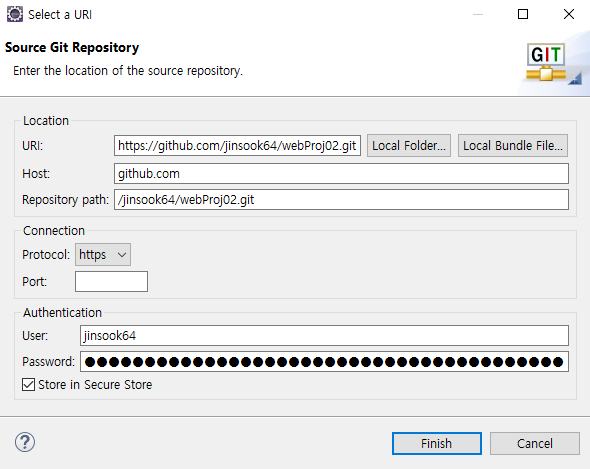 Select a URI
Source Git Repository
Enter the location of the source repository.
GIT
Location
URI: https://github.com/jinsook64/webProj02.git Local Folder... Local Bundle File...
Host: github.com
Repository path: /jinsook64/webProj02.git
Connection
Protocol: https
Port:
Authentication
User: jinsook64
Password: ●●●●●●●●●●●●●●●●●●●●●●●●●●●●●●●●●●●●●●●●
Store in Secure Store
? Finish Cancel